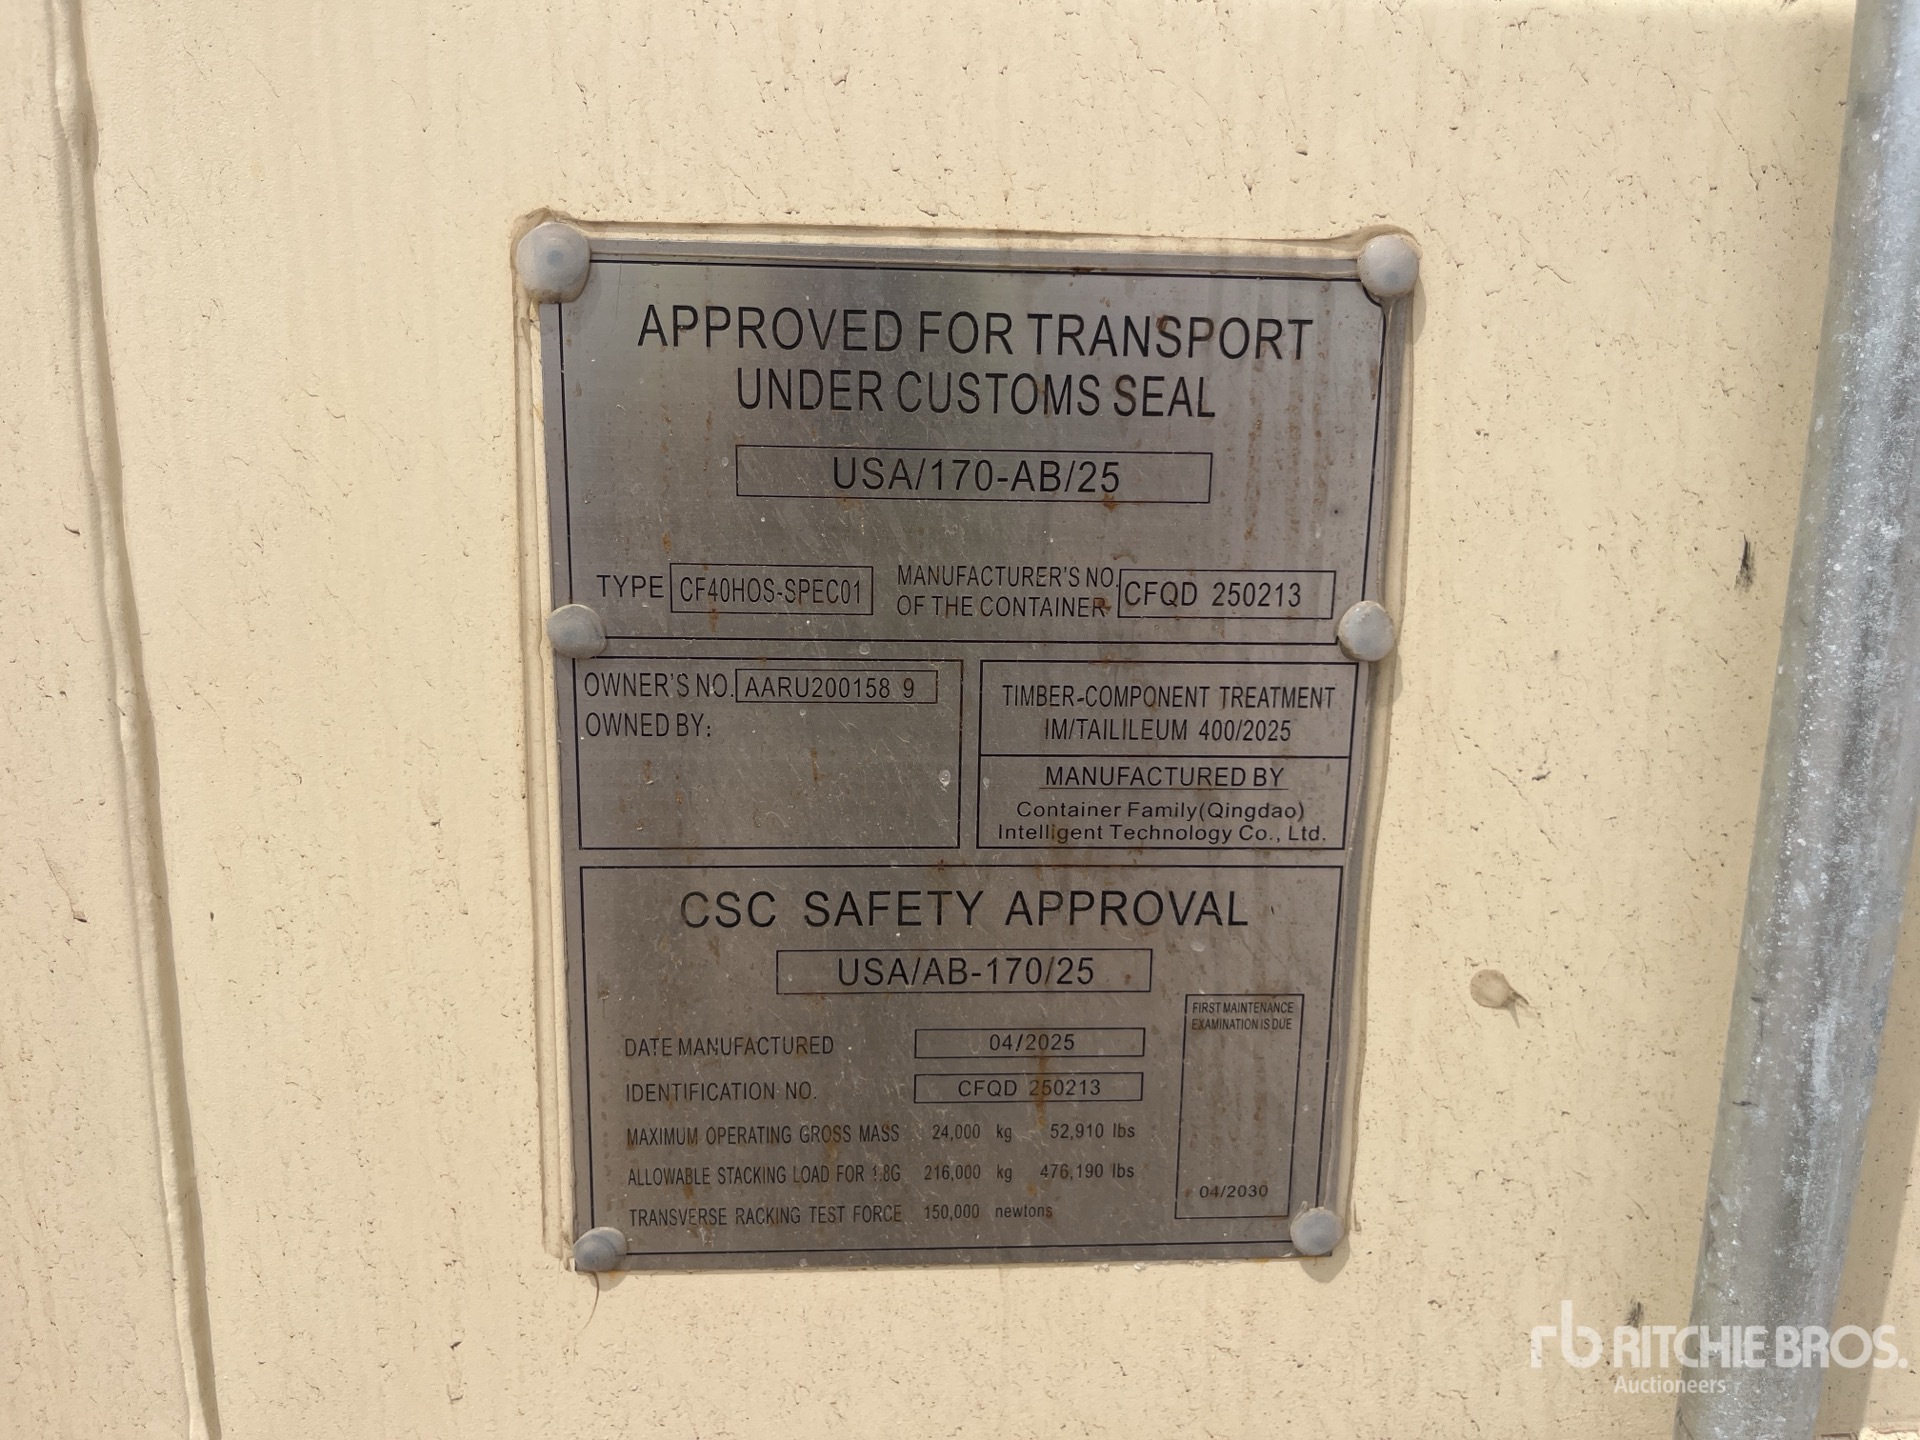 APPROVED FOR TRANSPORT
UNDER CUSTOMS SEAL
USA/170-AB/25
TYPE CF40HOS-SPEC01
MANUFACTURER'S NO.
OF THE CONTAINER
CFQD 250213
OWNER'S NO. AARU200158 9
OWNED BY:
TIMBER-COMPONENT TREATMENT
IM/TAILILEUM 400/2025
MANUFACTURED BY
Container Family(Qingdao)
Intelligent Technology Co., Ltd.
CSC SAFETY APPROVAL
USA/AB-170/25
DATE MANUFACTURED 04/2025
IDENTIFICATION NO. CFQD 250213
MAXIMUM OPERATING GROSS MASS 24,000 kg 52,910 lbs
ALLOWABLE STACKING LOAD FOR 1.8G 216,000 kg 476,190 lbs
TRANSVERSE RACKING TEST FORCE 150,000 newtons
FIRST MAINTENANCE
EXAMINATION IS DUE
04/2030
rb RITCHIE BROS.
Auctioneers